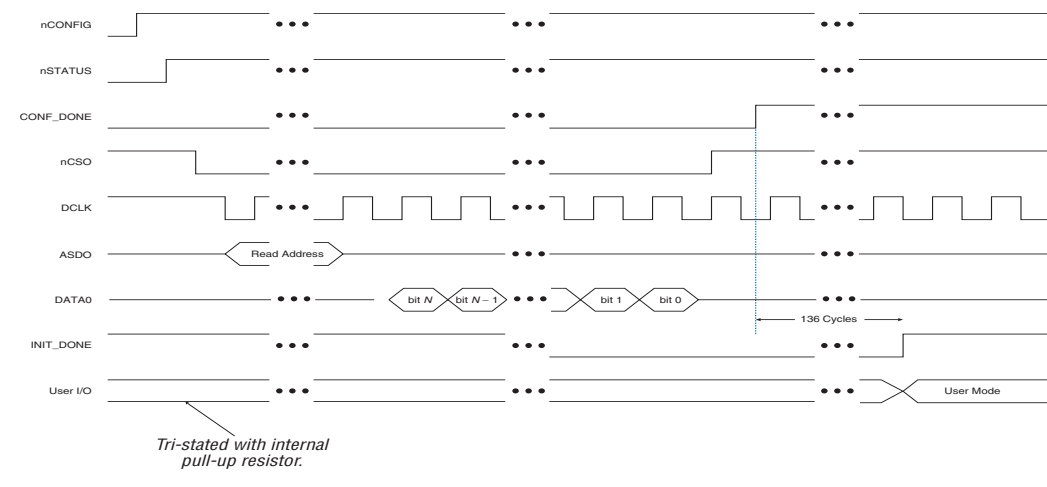 nCONFIG
nSTATUS
CONF_DONE
nCSO
DCLK
ASDO
Read Address
DATA0
bit N
bit N − 1
bit 1
bit 0
136 Cycles
INIT_DONE
User I/O
User Mode
Tri-stated with internal
pull-up resistor.